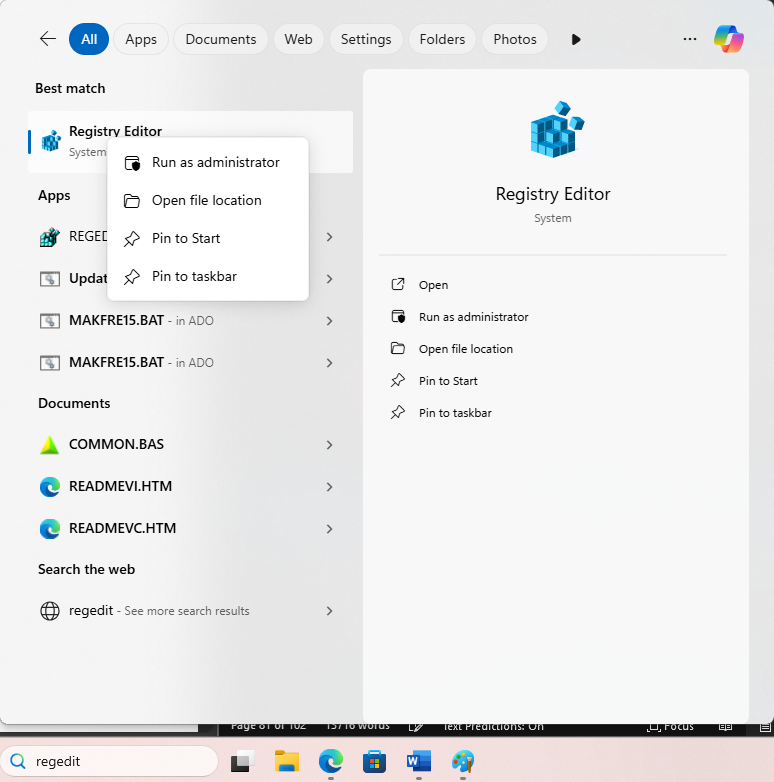 All
Apps
Documents
Web
Settings
Folders
Photos
Best match
Registry Editor
System
Run as administrator
Open file location
Pin to Start
Pin to taskbar
Apps
REGED
Updat
MAKFRE15.BAT - in ADO
MAKFRE15.BAT - in ADO
Documents
COMMON.BAS
READMEVI.HTM
READMEVC.HTM
Search the web
regedit - See more search results
Registry Editor
System
Open
Run as administrator
Open file location
Pin to Start
Pin to taskbar
Page 81 of 102 13716 words Text Predictions: On Focus
regedit